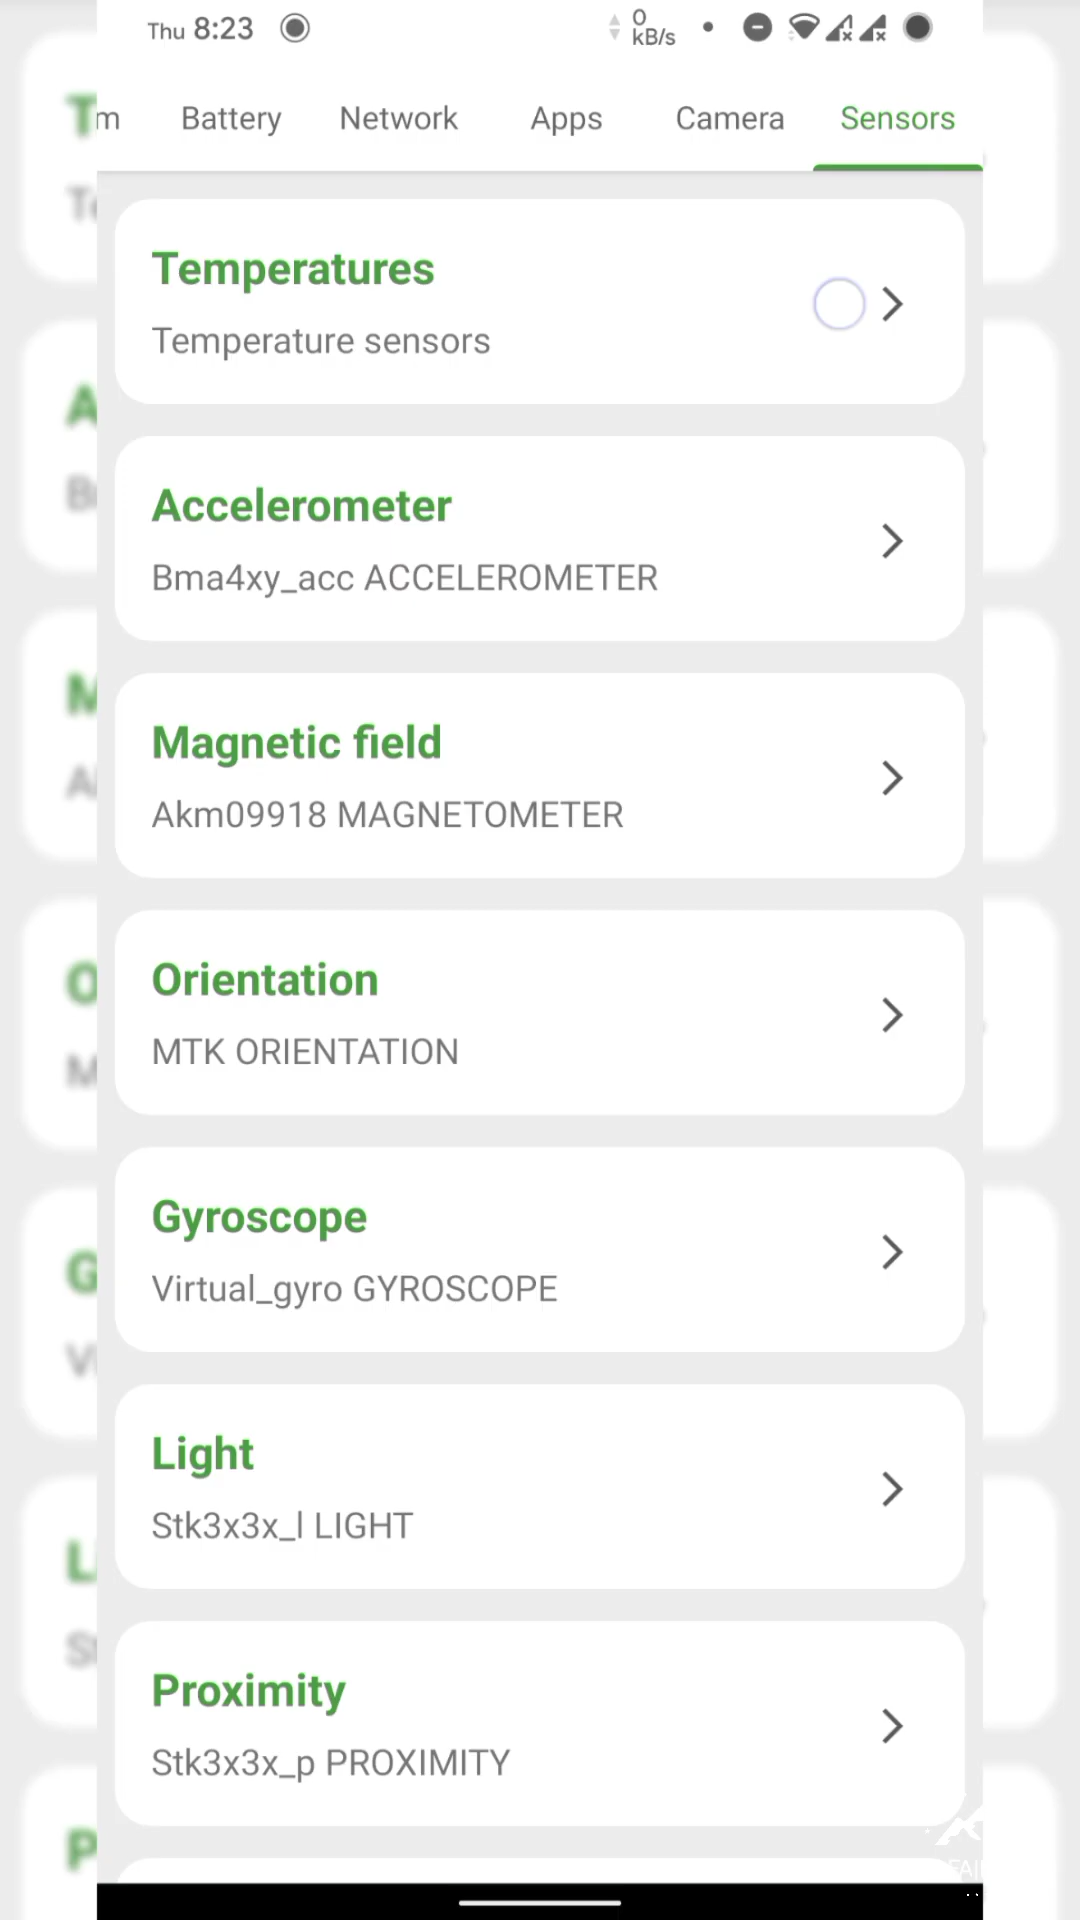 Thu 8:23
0 kB/s
m Battery Network Apps Camera Sensors
Temperatures
Temperature sensors
Accelerometer
Bma4xy_acc ACCELEROMETER
Magnetic field
Akm09918 MAGNETOMETER
Orientation
MTK ORIENTATION
Gyroscope
Virtual_gyro GYROSCOPE
Light
Stk3x3x_l LIGHT
Proximity
Stk3x3x_p PROXIMITY